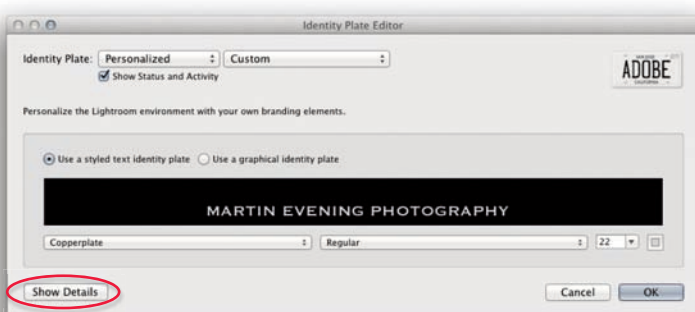 Identity Plate Editor
Identity Plate: Personalized Custom
Show Status and Activity
ADOBE
Personalize the Lightroom environment with your own branding elements.
Use a styled text identity plate Use a graphical identity plate
MARTIN EVENING PHOTOGRAPHY
Copperplate Regular 22
Show Details Cancel OK